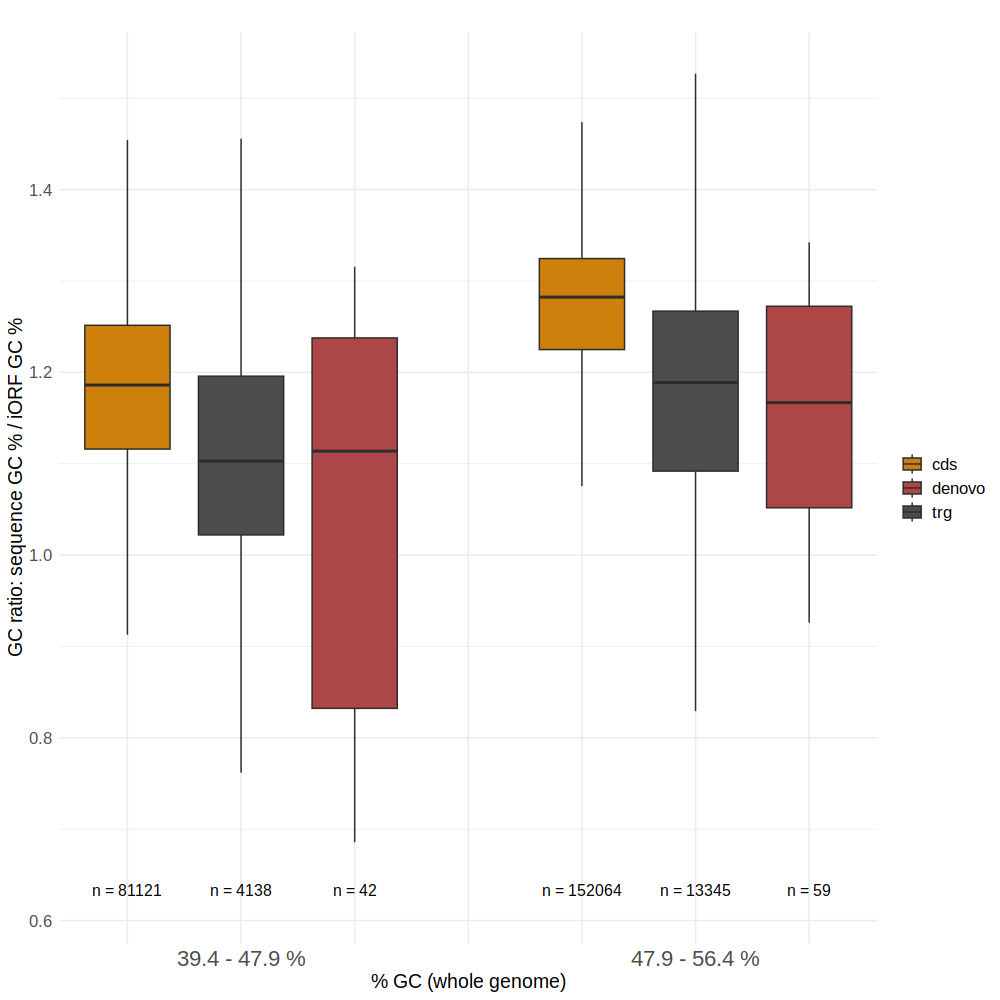 GC ratio: sequence GC % / iORF GC %
1.4
1.2
1.0
0.8
0.6
n = 81121
n = 4138
n = 42
n = 152064
n = 13345
n = 59
39.4 - 47.9 %
47.9 - 56.4 %
% GC (whole genome)
cds
denovo
trg